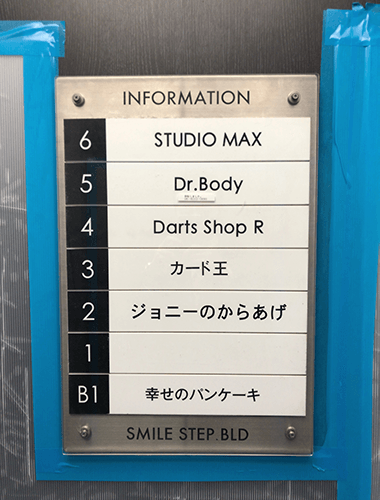 INFORMATION
6 STUDIO MAX
5 Dr.Body
4 Darts Shop R
3 カード王
2 ジョニーのからあげ
1
B1 幸せのパンケーキ
SMILE STEP.BLD